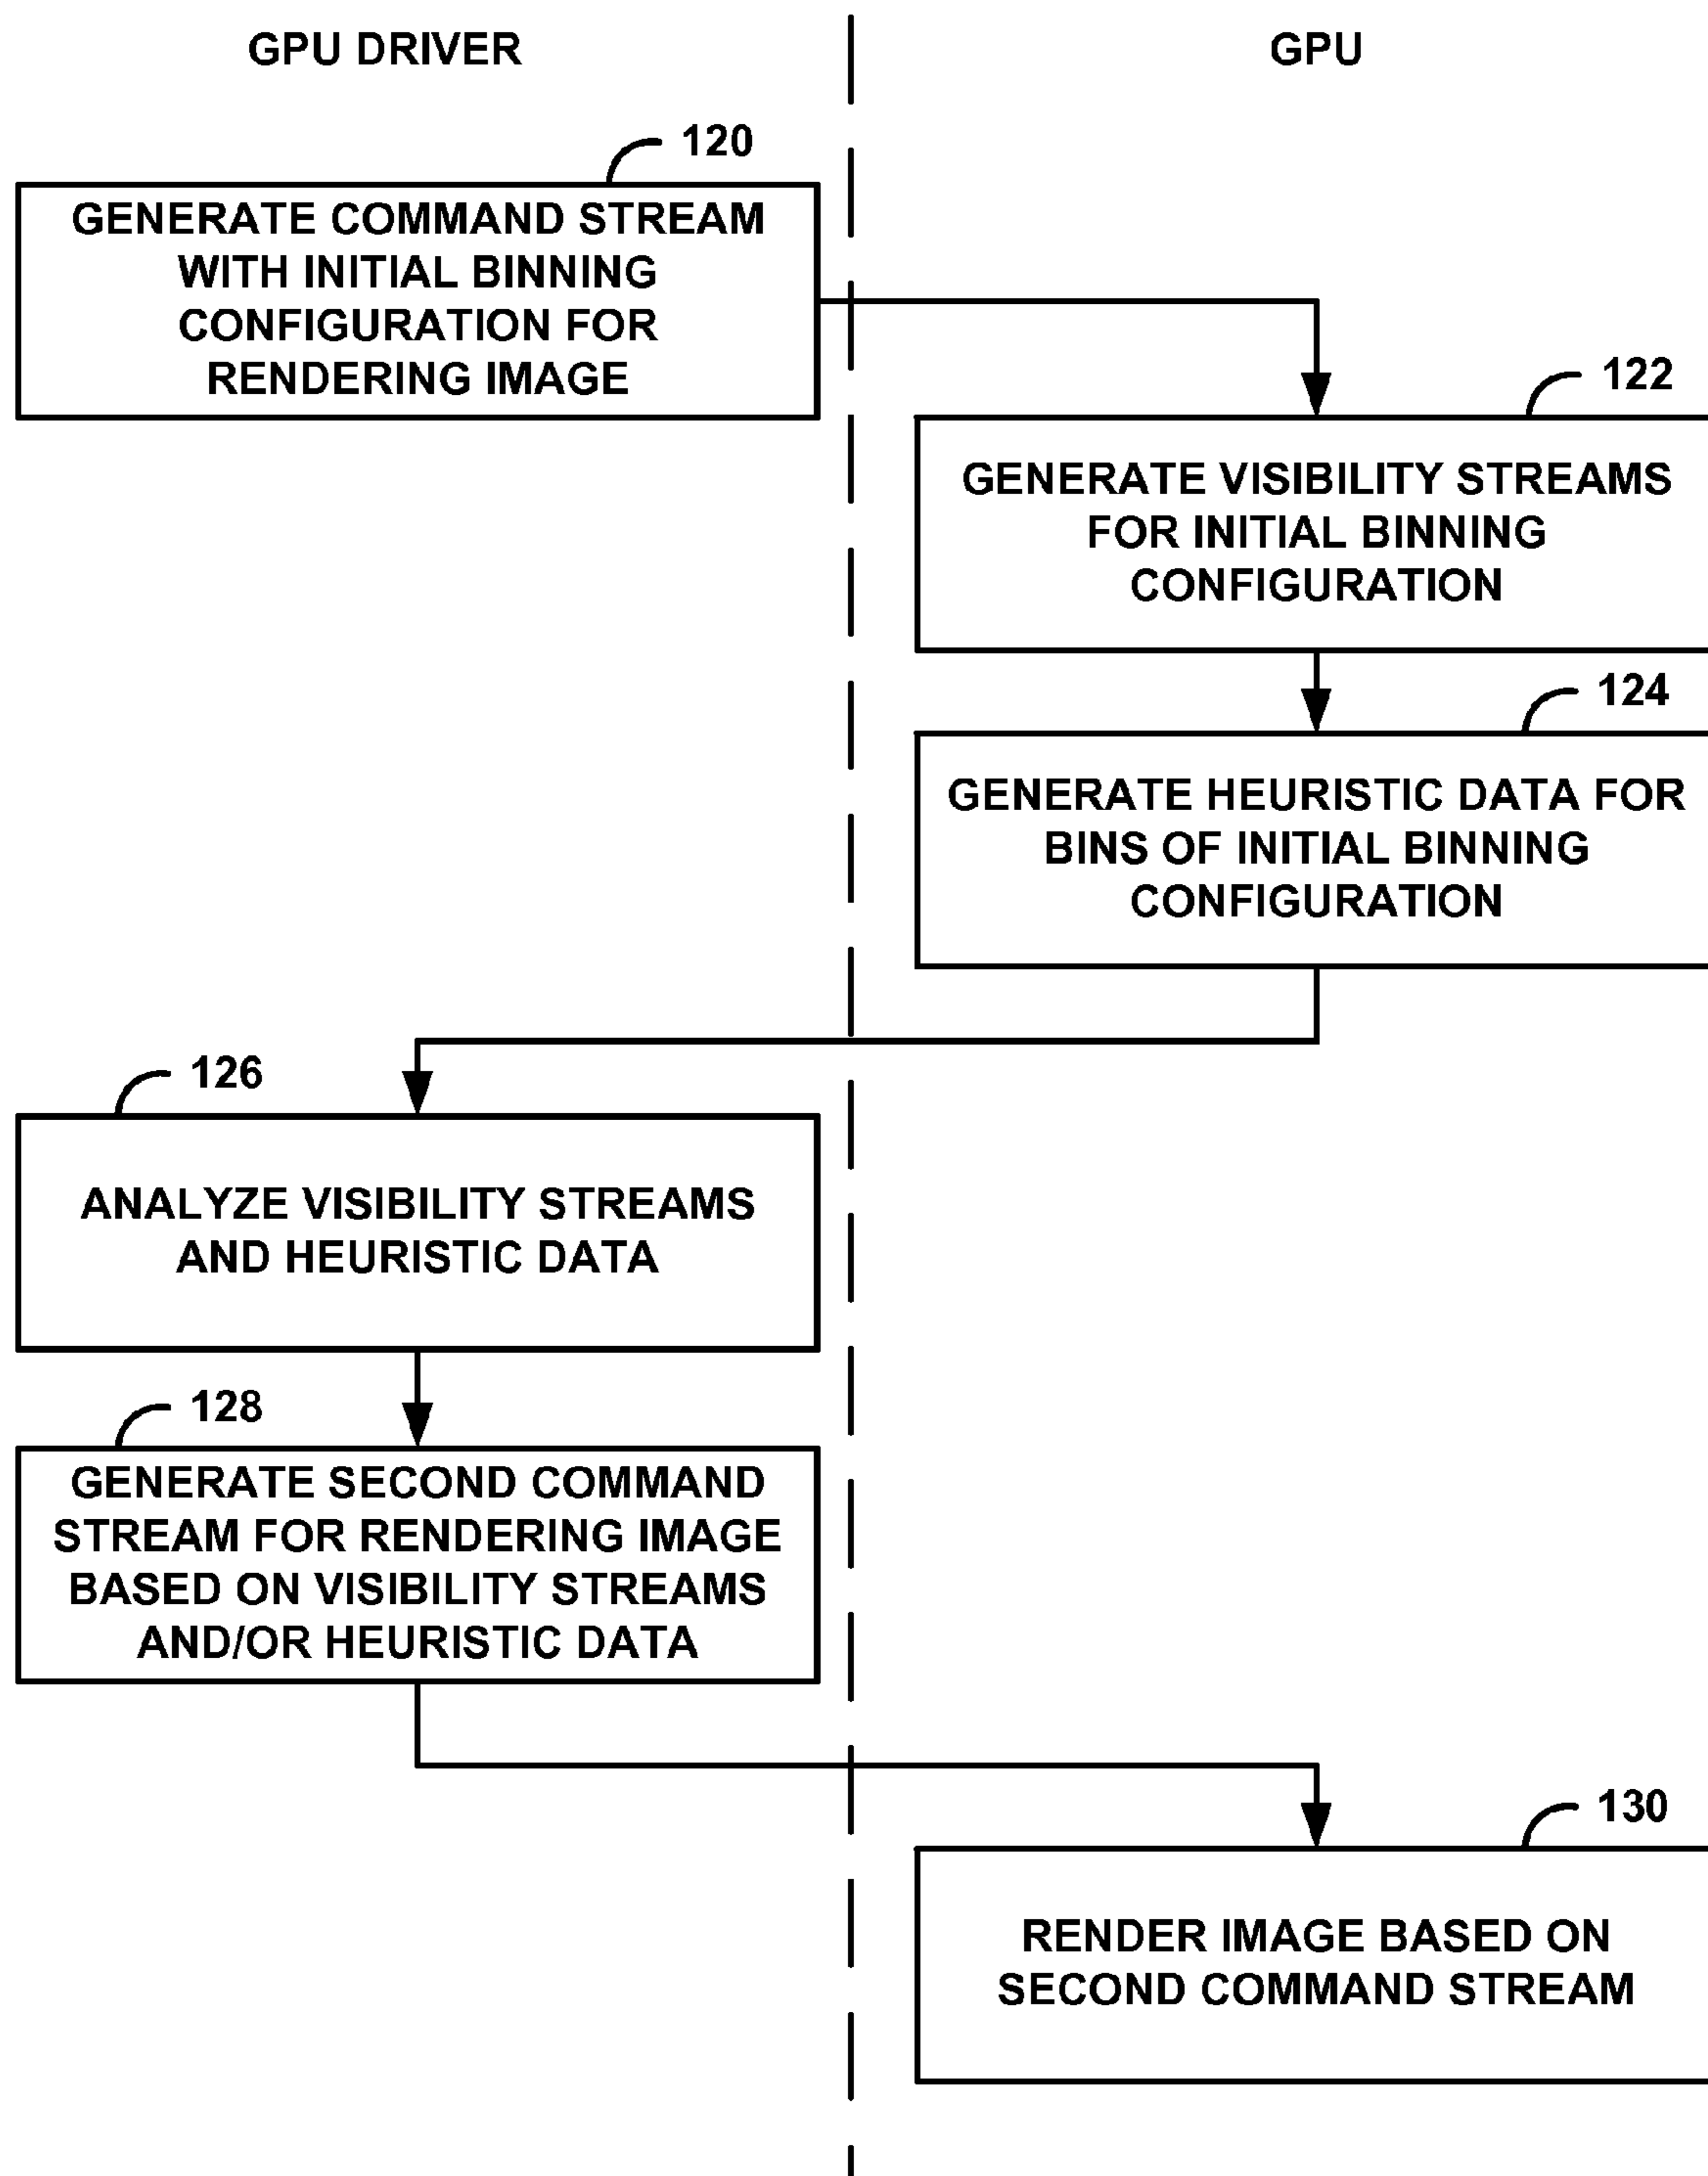 GPU DRIVER
GPU
120
GENERATE COMMAND STREAM
WITH INITIAL BINNING
CONFIGURATION FOR
RENDERING IMAGE
122
GENERATE VISIBILITY STREAMS
FOR INITIAL BINNING
CONFIGURATION
124
GENERATE HEURISTIC DATA FOR
BINS OF INITIAL BINNING
CONFIGURATION
126
ANALYZE VISIBILITY STREAMS
AND HEURISTIC DATA
128
GENERATE SECOND COMMAND
STREAM FOR RENDERING IMAGE
BASED ON VISIBILITY STREAMS
AND/OR HEURISTIC DATA
130
RENDER IMAGE BASED ON
SECOND COMMAND STREAM